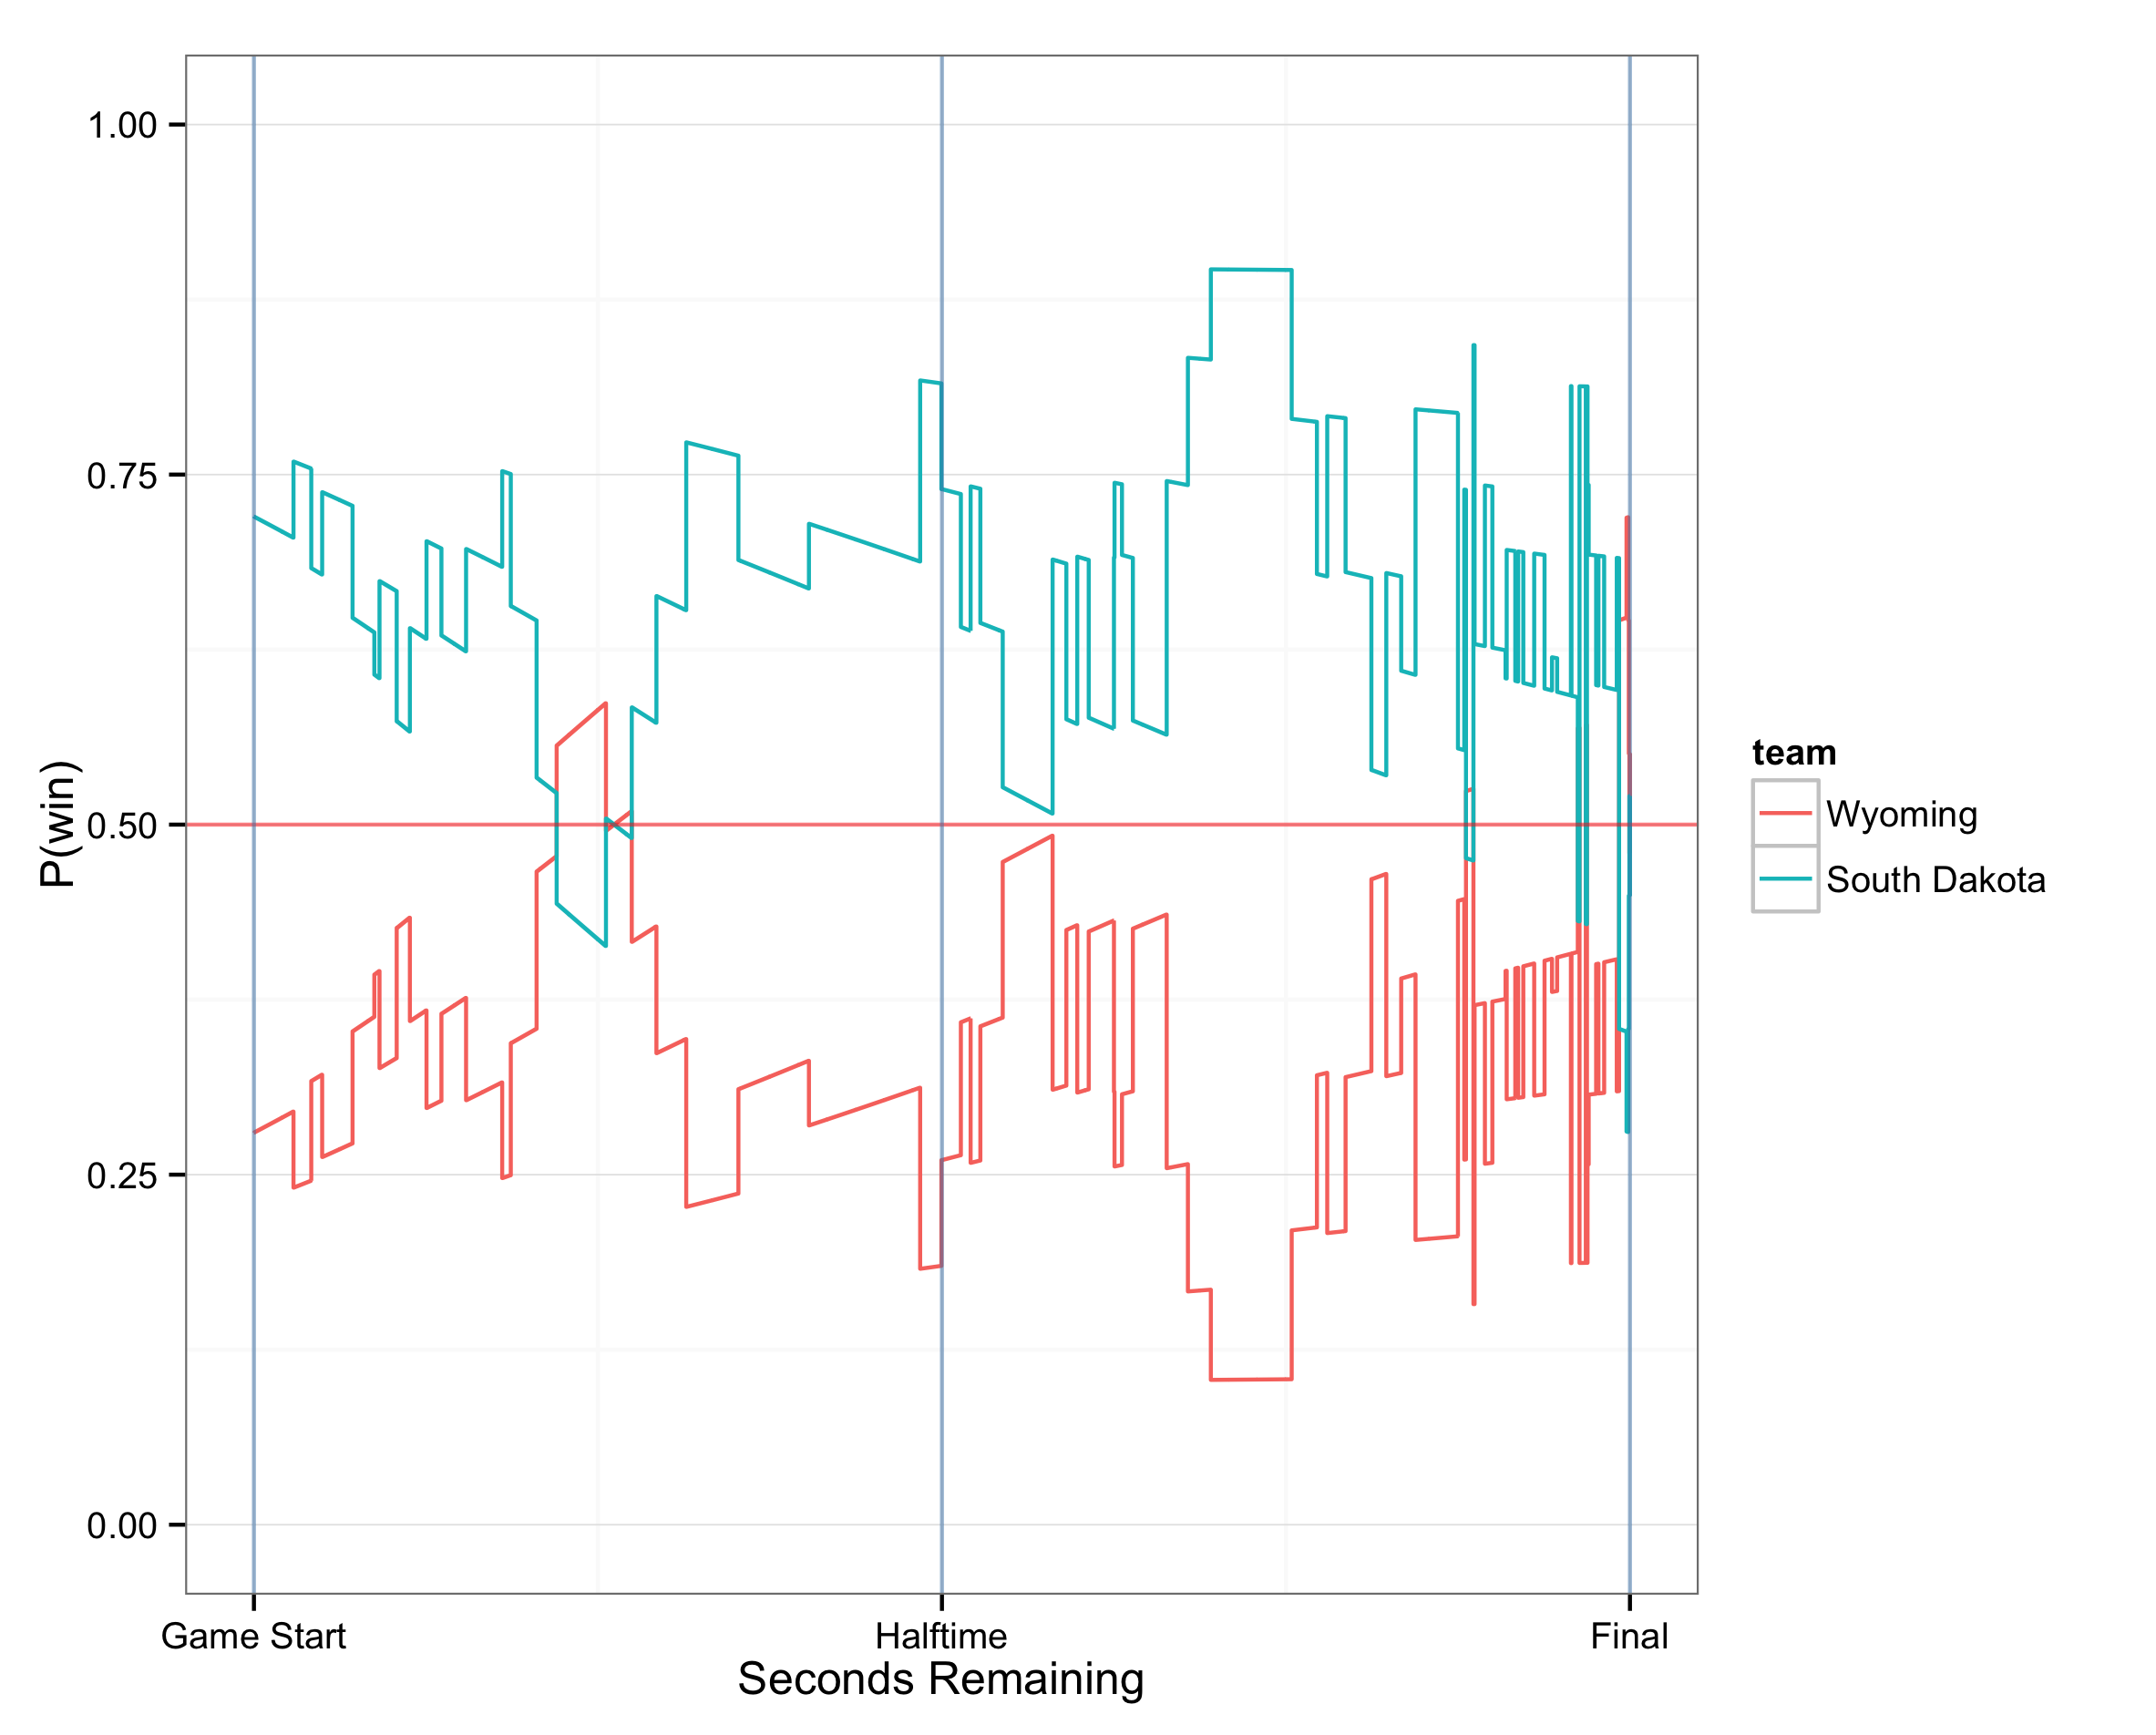 1.00
0.75
0.50
0.25
0.00
P(win)
Game Start
Halftime
Final
Seconds Remaining
team
Wyoming
South Dakota